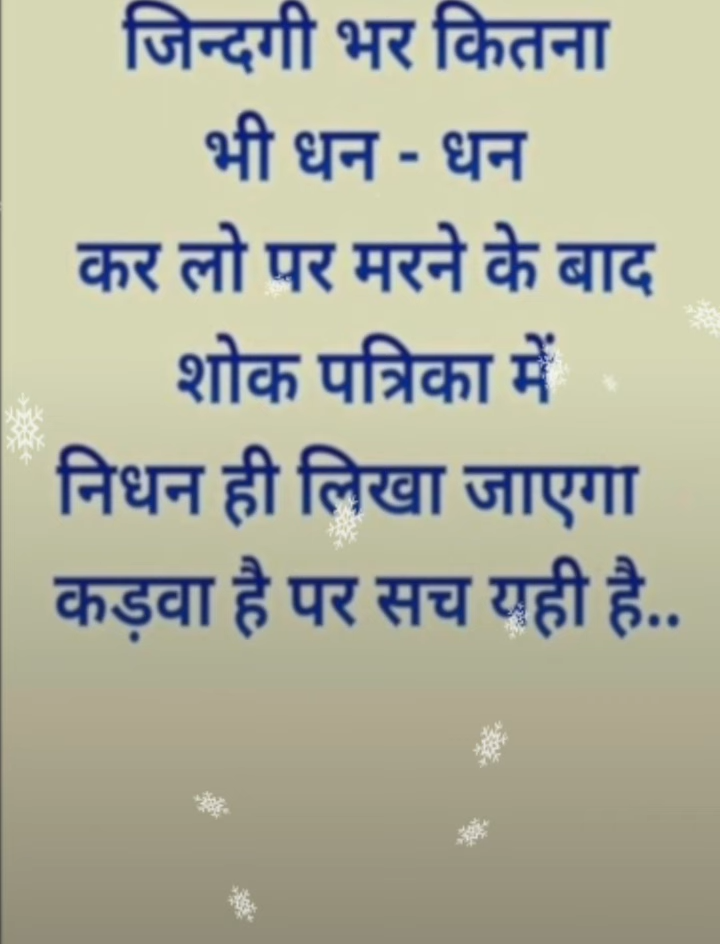 जिन्दगी भर कितना
भी धन - धन
कर लो पर मरने के बाद
शोक पत्रिका में
निधन ही लिखा जाएगा
कड़वा है पर सच यही है..